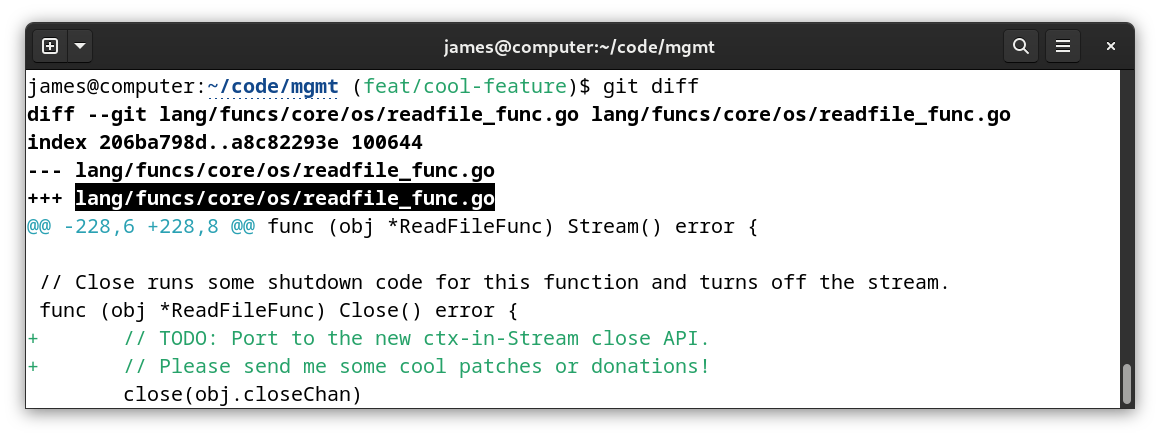 james@computer:~/code/mgmt
james@computer:~/code/mgmt (feat/cool-feature)$ git diff
diff --git lang/funcs/core/os/readfile_func.go lang/funcs/core/os/readfile_func.go
index 206ba798d..a8c82293e 100644
--- lang/funcs/core/os/readfile_func.go
+++ lang/funcs/core/os/readfile_func.go
@@ -228,6 +228,8 @@ func (obj *ReadFileFunc) Stream() error {

 // Close runs some shutdown code for this function and turns off the stream.
 func (obj *ReadFileFunc) Close() error {
+       // TODO: Port to the new ctx-in-Stream close API.
+       // Please send me some cool patches or donations!
        close(obj.closeChan)